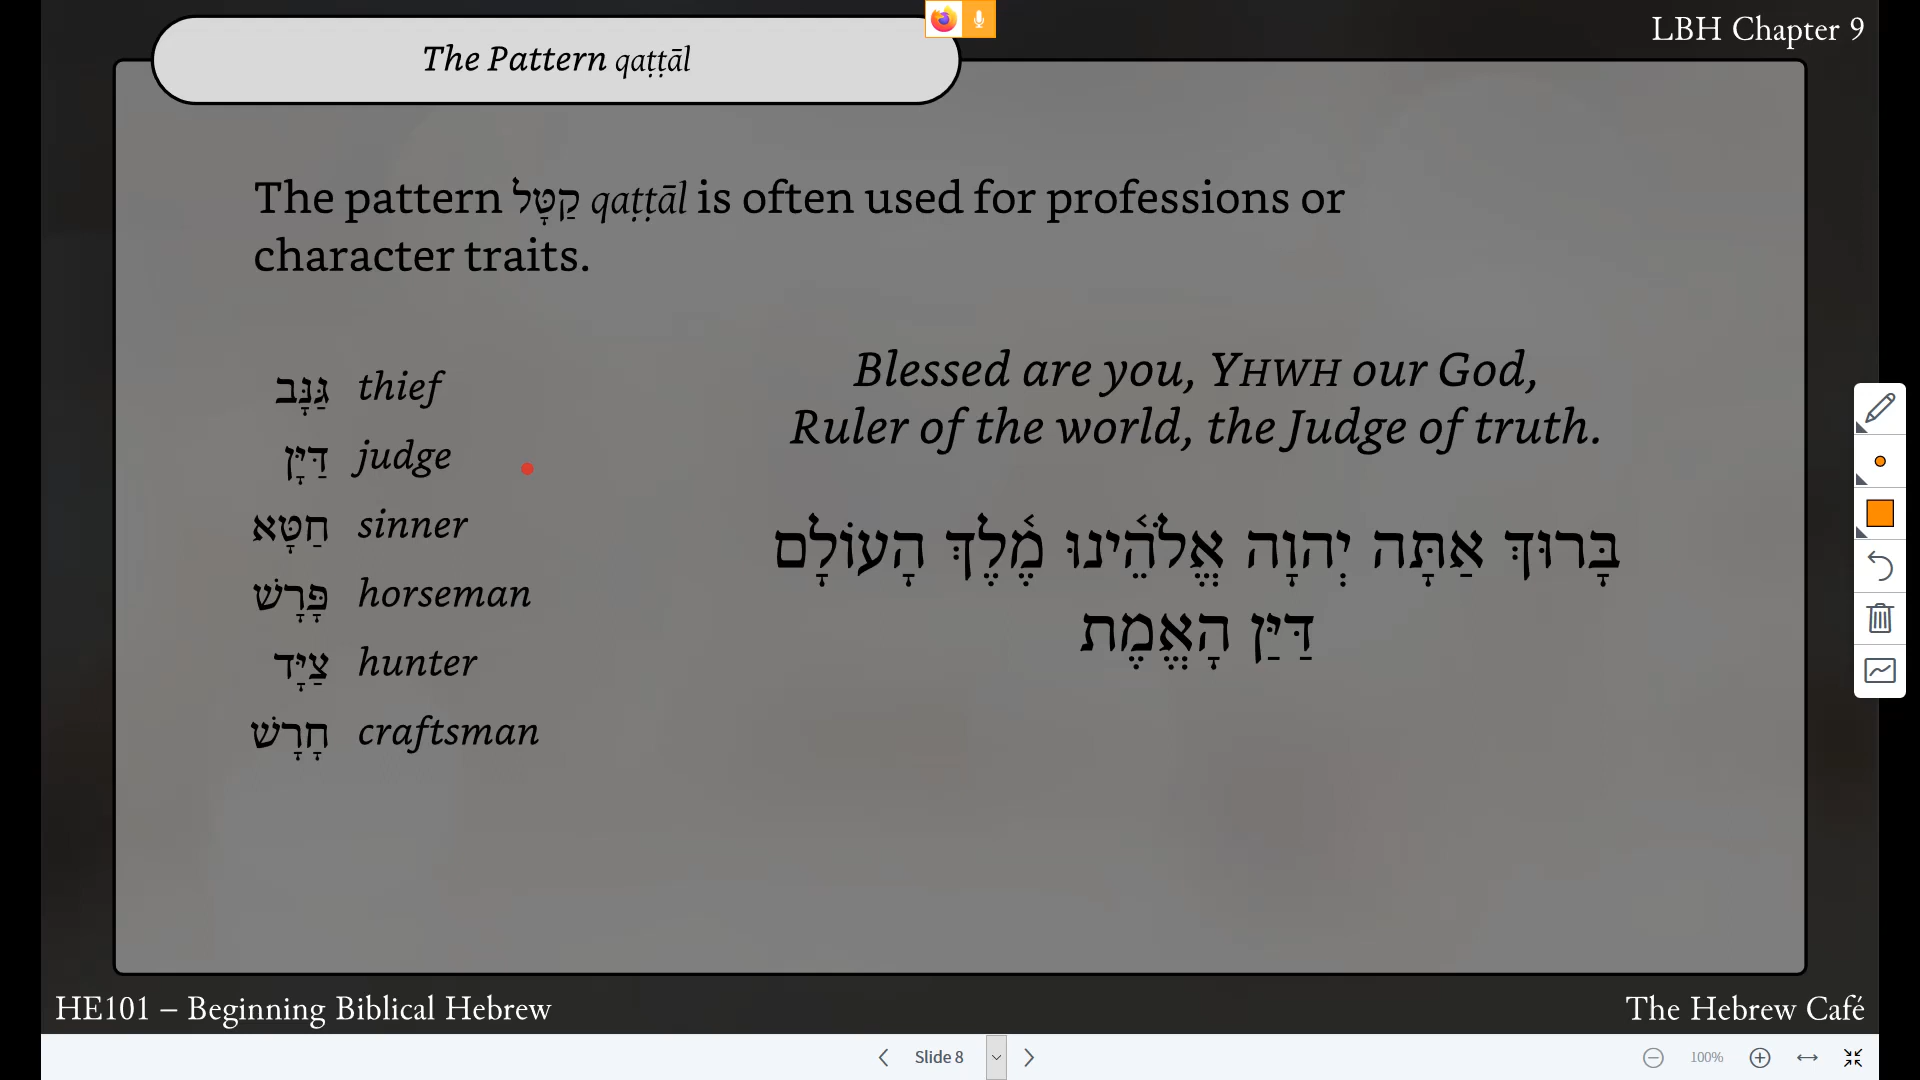 The Pattern qaṭṭāl
LBH Chapter 9
The pattern קַטָּל qaṭṭāl is often used for professions or
character traits.
גַּנָּב thief
דַּיָּן judge
חַטָּא sinner
פָּרָשׁ horseman
צַיָּד hunter
חָרָשׁ craftsman
Blessed are you, YHWH our God,
Ruler of the world, the Judge of truth.
בָּרוּךְ אַתָּה יְהוָה אֱלֹהֵ֫ינוּ מֶ֫לֶךְ הָעוֹלָם
דַּיַּן הָאֱמֶת
HE101 – Beginning Biblical Hebrew
The Hebrew Café
Slide 8
100%